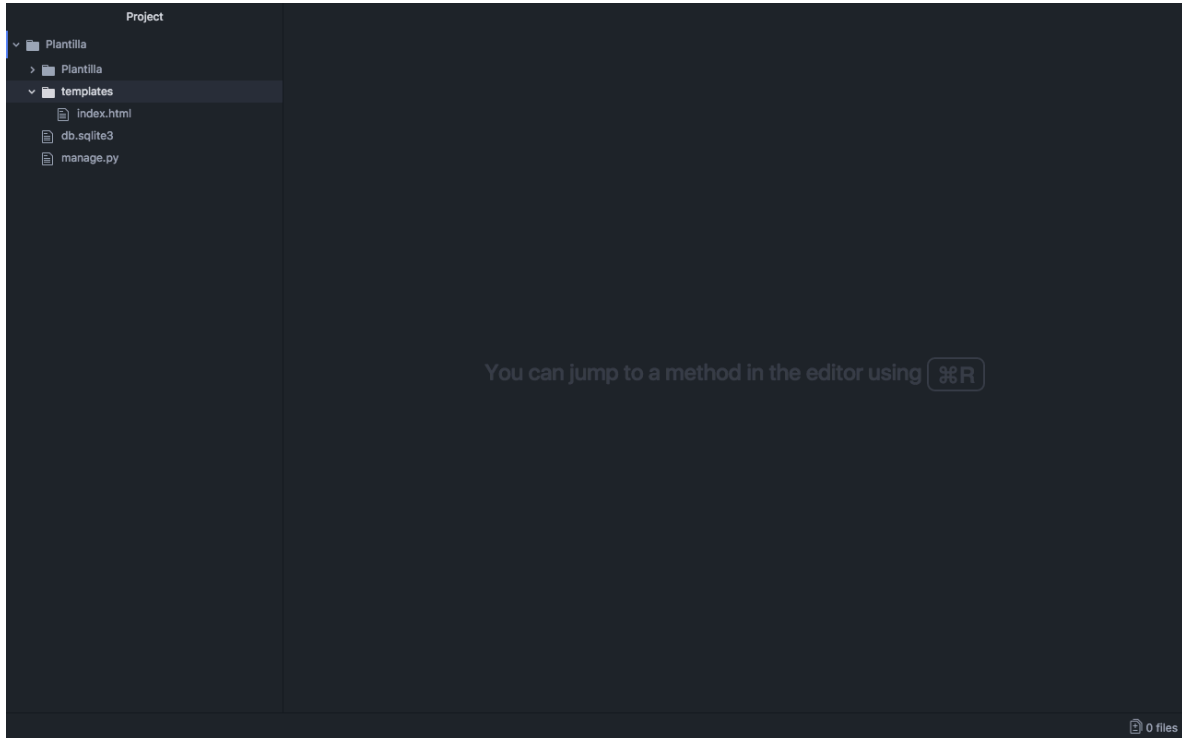 Project
Plantilla
Plantilla
templates
index.html
db.sqlite3
manage.py
You can jump to a method in the editor using ⌘R
0 files